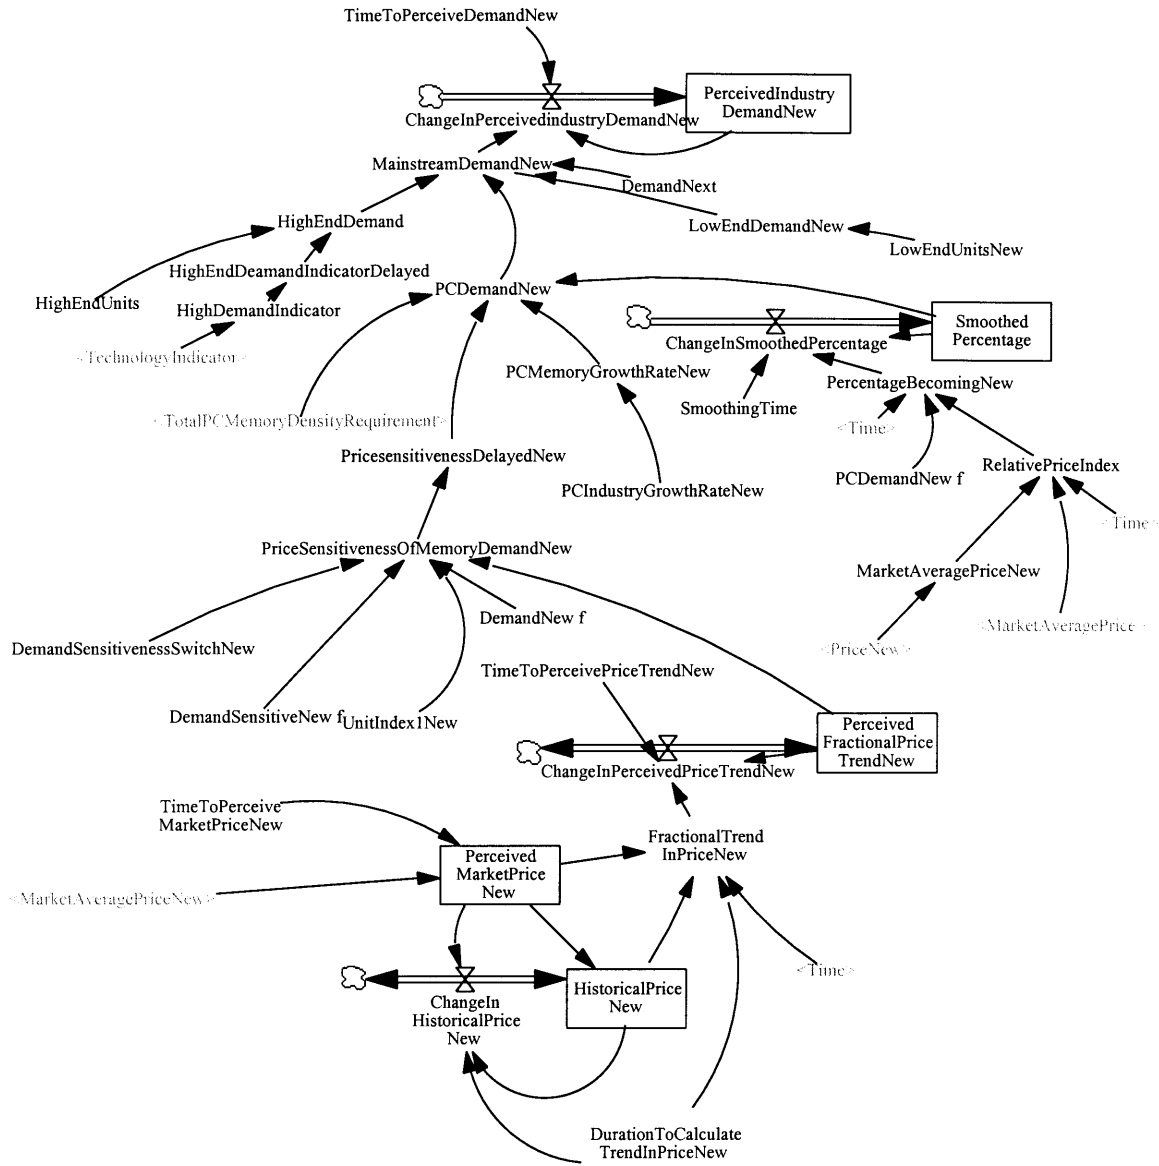 TimeToPerceiveDemandNew
PerceivedIndustry
DemandNew
ChangeInPerceivedindustryDemandNew
MainstreamDemandNew
DemandNext
HighEndDemand
LowEndDemandNew
LowEndUnitsNew
HighEndDeamandIndicatorDelayed
PCDemandNew
HighEndUnits
HighDemandIndicator
Smoothed
Percentage
ChangeInSmoothedPercentage
<TechnologyIndicator>
PCMemoryGrowthRateNew
PercentageBecomingNew
SmoothingTime
<TotalPCMemoryDensityRequirement>
<Time>
PricesensitivenessDelayedNew
RelativePriceIndex
PCDemandNew f
PCIndustryGrowthRateNew
<Time>
PriceSensitivenessOfMemoryDemandNew
MarketAveragePriceNew
DemandNew f
<MarketAveragePrice>
DemandSensitivenessSwitchNew
<PriceNew>
TimeToPerceivePriceTrendNew
DemandSensitiveNew f
UnitIndex1New
Perceived
FractionalPrice
TrendNew
ChangeInPerceivedPriceTrendNew
TimeToPerceive
MarketPriceNew
FractionalTrend
InPriceNew
Perceived
MarketPrice
New
<MarketAveragePriceNew>
<Time>
HistoricalPrice
New
ChangeIn
HistoricalPrice
New
DurationToCalculate
TrendInPriceNew